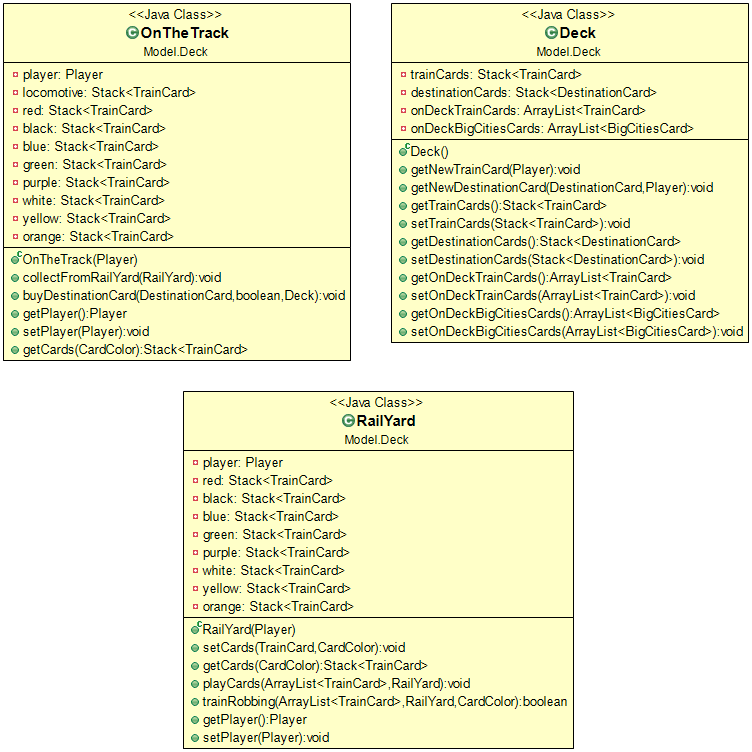 <<Java Class>>
OnTheTrack
Model.Deck
player: Player
locomotive: Stack<TrainCard>
red: Stack<TrainCard>
black: Stack<TrainCard>
blue: Stack<TrainCard>
green: Stack<TrainCard>
purple: Stack<TrainCard>
white: Stack<TrainCard>
yellow: Stack<TrainCard>
orange: Stack<TrainCard>
OnTheTrack(Player)
collectFromRailYard(RailYard):void
buyDestinationCard(DestinationCard,boolean,Deck):void
getPlayer():Player
setPlayer(Player):void
getCards(CardColor):Stack<TrainCard>
<<Java Class>>
Deck
Model.Deck
trainCards: Stack<TrainCard>
destinationCards: Stack<DestinationCard>
onDeckTrainCards: ArrayList<TrainCard>
onDeckBigCitiesCards: ArrayList<BigCitiesCard>
Deck()
getNewTrainCard(Player):void
getNewDestinationCard(DestinationCard,Player):void
getTrainCards():Stack<TrainCard>
setTrainCards(Stack<TrainCard>):void
getDestinationCards():Stack<DestinationCard>
setDestinationCards(Stack<DestinationCard>):void
getOnDeckTrainCards():ArrayList<TrainCard>
setOnDeckTrainCards(ArrayList<TrainCard>):void
getOnDeckBigCitiesCards():ArrayList<BigCitiesCard>
setOnDeckBigCitiesCards(ArrayList<BigCitiesCard>):void
<<Java Class>>
RailYard
Model.Deck
player: Player
red: Stack<TrainCard>
black: Stack<TrainCard>
blue: Stack<TrainCard>
green: Stack<TrainCard>
purple: Stack<TrainCard>
white: Stack<TrainCard>
yellow: Stack<TrainCard>
orange: Stack<TrainCard>
RailYard(Player)
setCards(TrainCard,CardColor):void
getCards(CardColor):Stack<TrainCard>
playCards(ArrayList<TrainCard>,RailYard):void
trainRobbing(ArrayList<TrainCard>,RailYard,CardColor):boolean
getPlayer():Player
setPlayer(Player):void